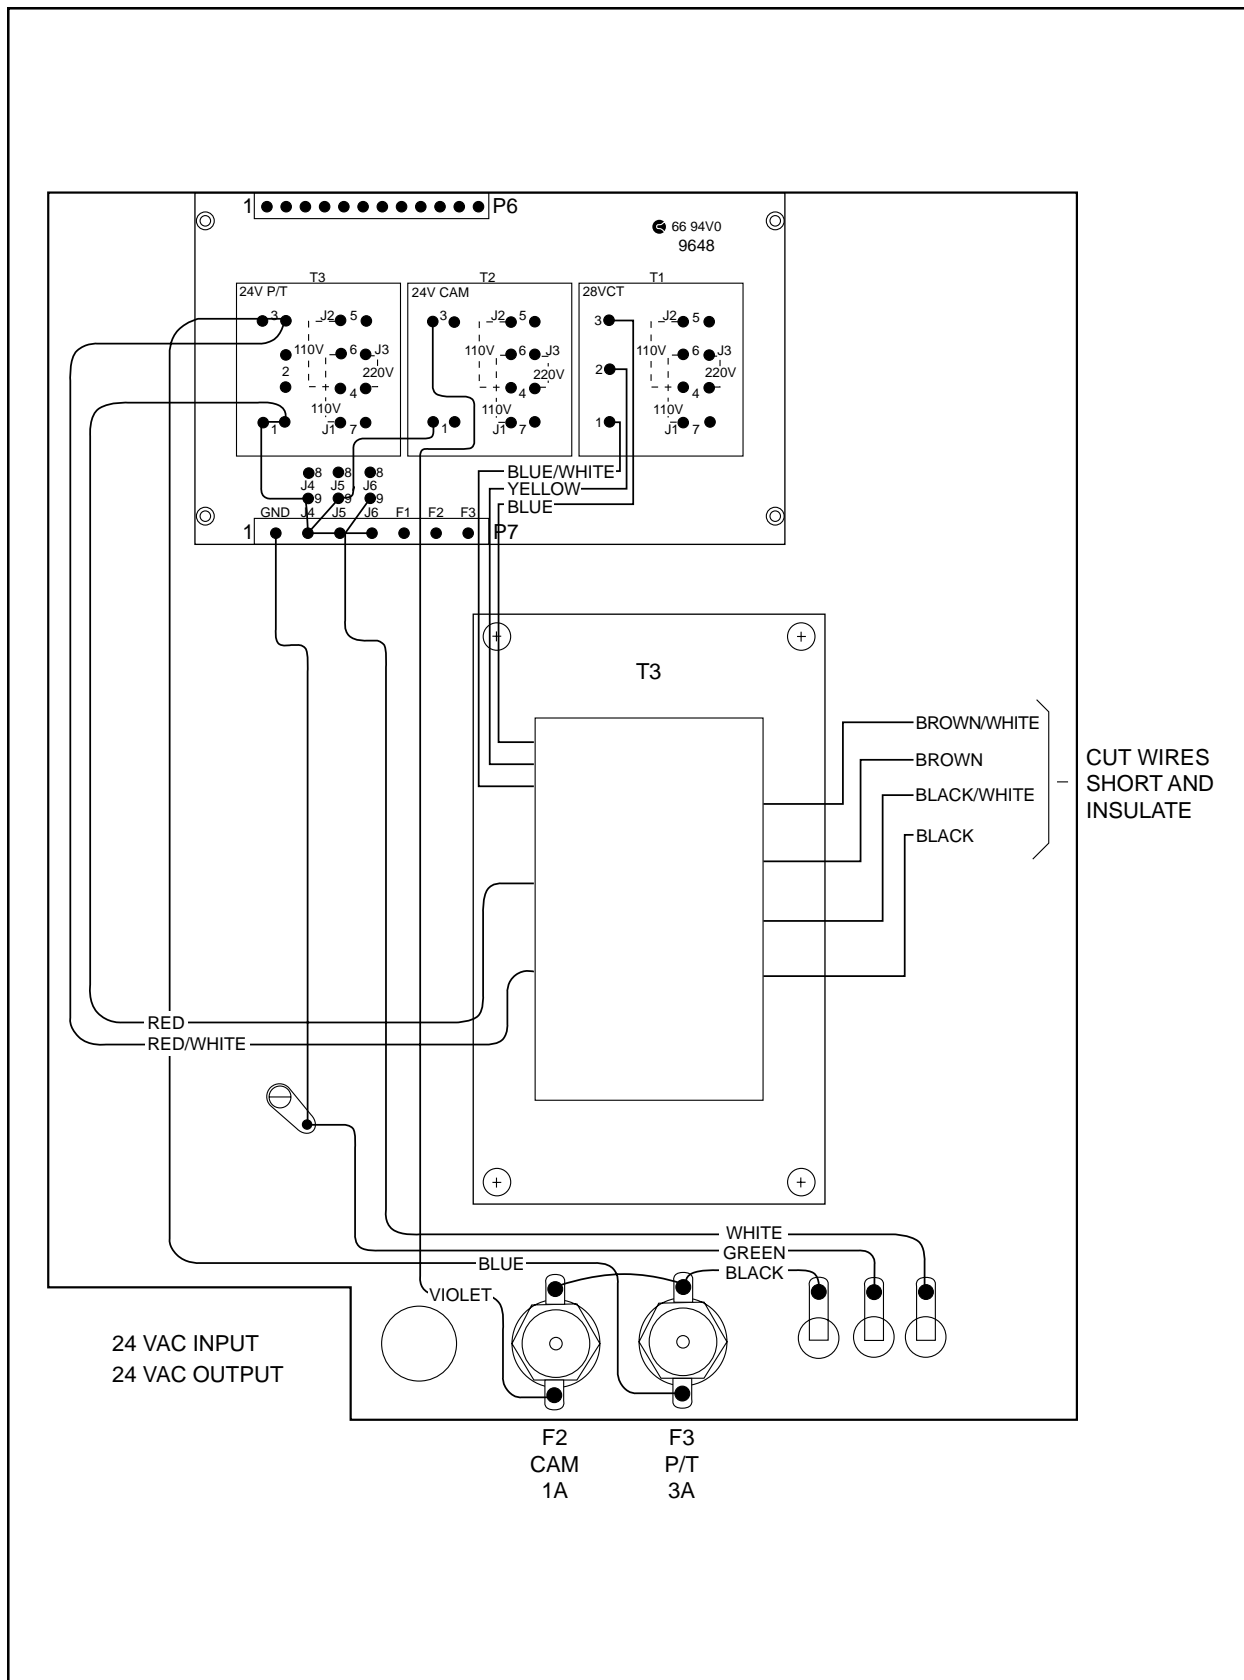 1 P6
66 94V0
9648
T3 T2 T1
24V P/T 24V CAM 28VCT
3 J2 5 3 J2 5 3 J2 5
110V 6 J3 110V 6 J3 110V 6 J3
2 220V 220V 2 220V
+ 4 + 4 + 4
110V 110V 110V
1 J1 7 1 J1 7 1 J1 7
8 8 8
J4 J5 J6
9 9 9
BLUE/WHITE
YELLOW
BLUE
GND J4 J5 J6 F1 F2 F3
1 P7
T3
BROWN/WHITE
BROWN
BLACK/WHITE
BLACK
CUT WIRES
SHORT AND
INSULATE
RED
RED/WHITE
WHITE
GREEN
BLUE
BLACK
VIOLET
24 VAC INPUT
24 VAC OUTPUT
F2 F3
CAM P/T
1A 3A